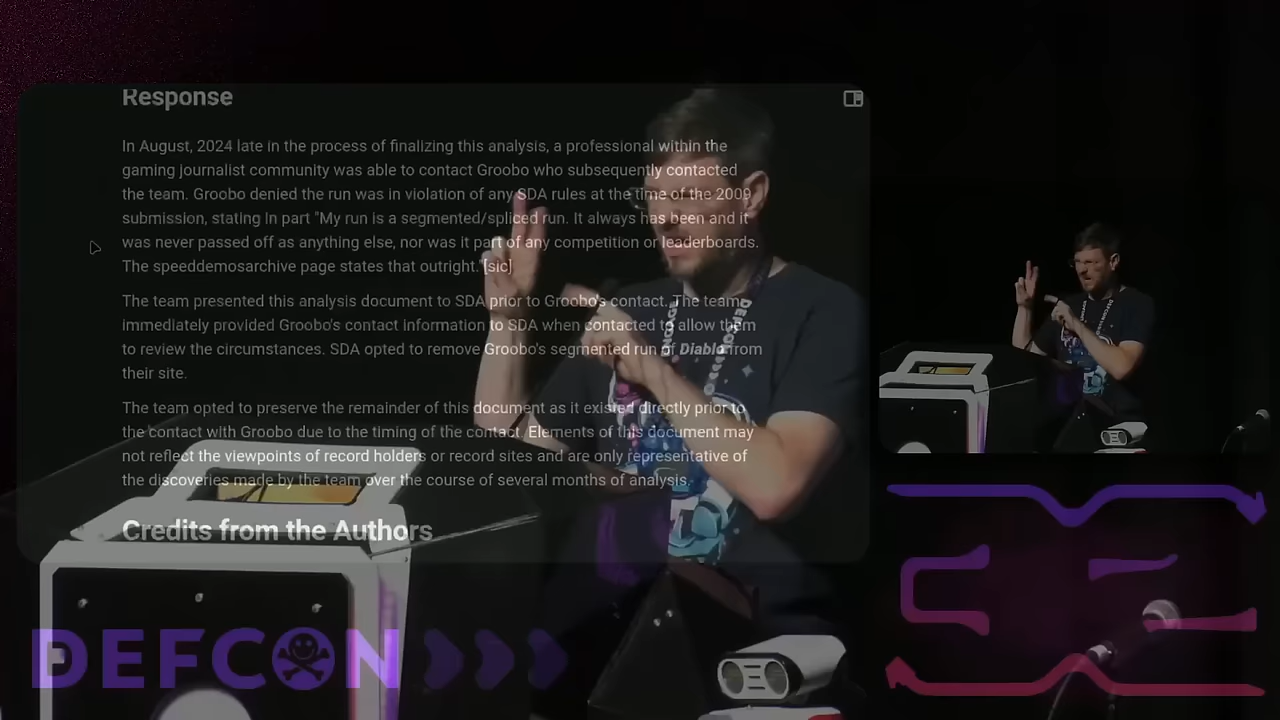 Response
In August, 2024 late in the process of finalizing this analysis, a professional within the
gaming journalist community was able to contact Groobo who subsequently contacted
the team. Groobo denied the run was in violation of any SDA rules at the time of the 2009
submission, stating in part "My run is a segmented/spliced run. It always has been and it
was never passed off as anything else, nor was it part of any competition or leaderboards.
The speeddemosarchive page states that outright."[sic]
The team presented this analysis document to SDA prior to Groobo's contact. The team
immediately provided Groobo's contact information to SDA when contacted to allow them
to review the circumstances. SDA opted to remove Groobo's segmented run of Diablo from
their site.
The team opted to preserve the remainder of this document as it existed directly prior to
the contact with Groobo due to the timing of the contact. Elements of this document may
not reflect the viewpoints of record holders or record sites and are only representative of
the discoveries made by the team over the course of several months of analysis.
Credits from the Authors
DEFCON